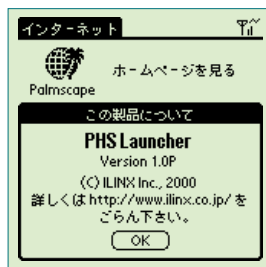 インターネット
ホームページを見る
Palmscape
この製品について
PHS Launcher
Version 1.0P
(C) ILINX Inc., 2000
詳しくは http://www.ilinx.co.jp/ を
ごらん下さい。
OK